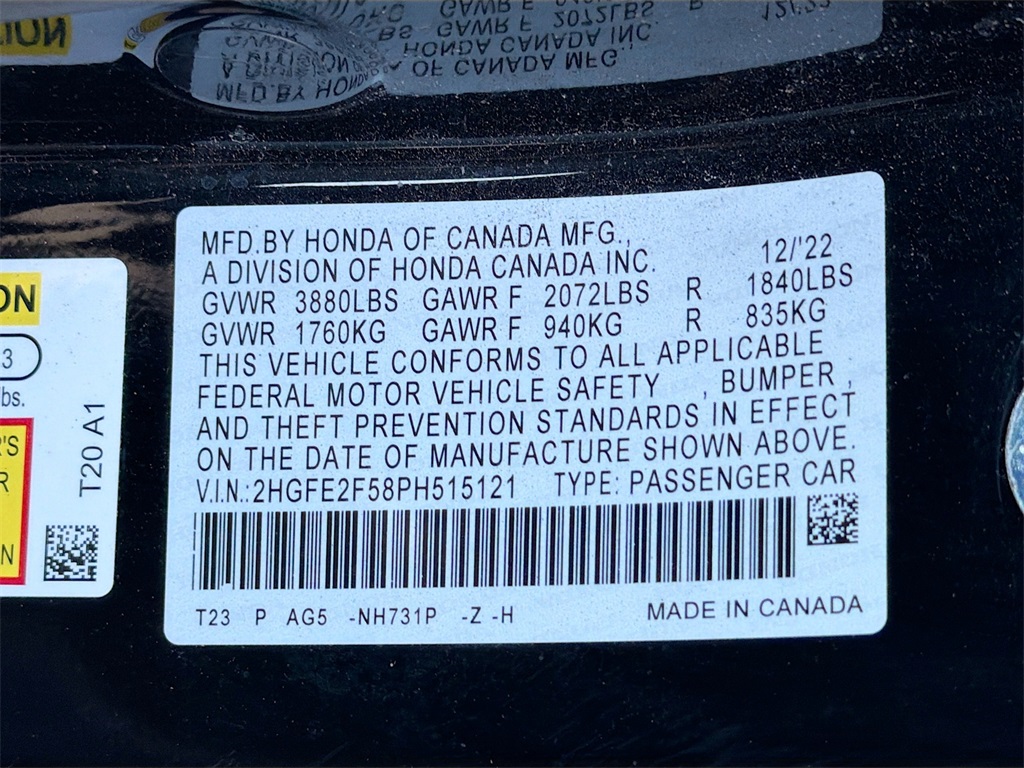 MFD.BY HONDA OF CANADA MFG.,
A DIVISION OF HONDA CANADA INC. 12/'22
GVWR 3880LBS GAWR F 2072LBS R 1840LBS
GVWR 1760KG GAWR F 940KG R 835KG
THIS VEHICLE CONFORMS TO ALL APPLICABLE
FEDERAL MOTOR VEHICLE SAFETY , BUMPER ,
AND THEFT PREVENTION STANDARDS IN EFFECT
ON THE DATE OF MANUFACTURE SHOWN ABOVE.
V.I.N.:2HGFE2F58PH515121 TYPE: PASSENGER CAR
T23 P AG5 -NH731P -Z -H MADE IN CANADA
ON
3
lbs.
'S
R
N
T20 A1